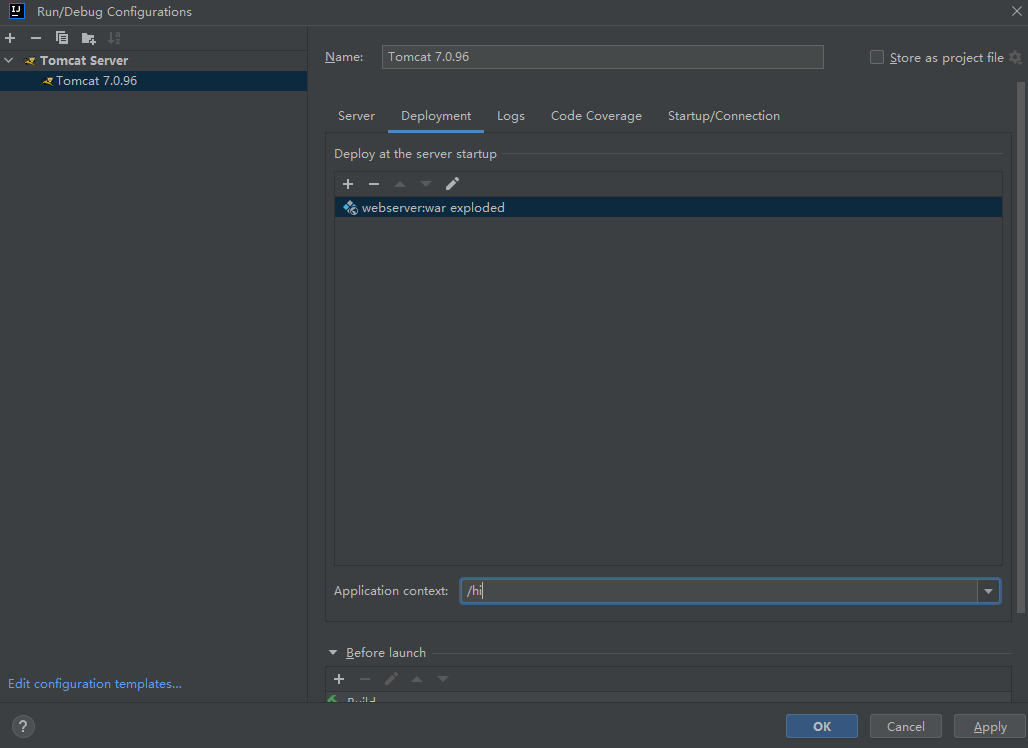 Run/Debug Configurations
Tomcat Server
Tomcat 7.0.96
Name: Tomcat 7.0.96 Store as project file
Server Deployment Logs Code Coverage Startup/Connection
Deploy at the server startup
webserver:war exploded
Application context: /hi
Before launch
Build
Edit configuration templates...
? OK Cancel Apply